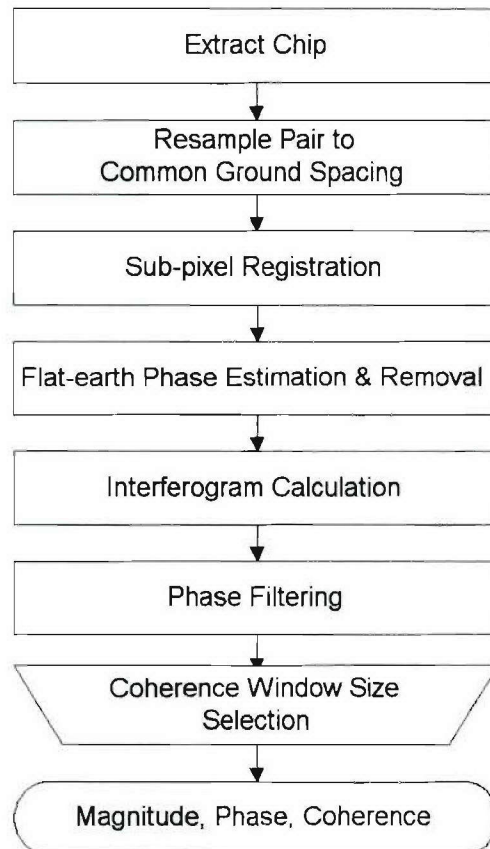 Extract Chip
Resample Pair to
Common Ground Spacing
Sub-pixel Registration
Flat-earth Phase Estimation & Removal
Interferogram Calculation
Phase Filtering
Coherence Window Size
Selection
Magnitude, Phase, Coherence